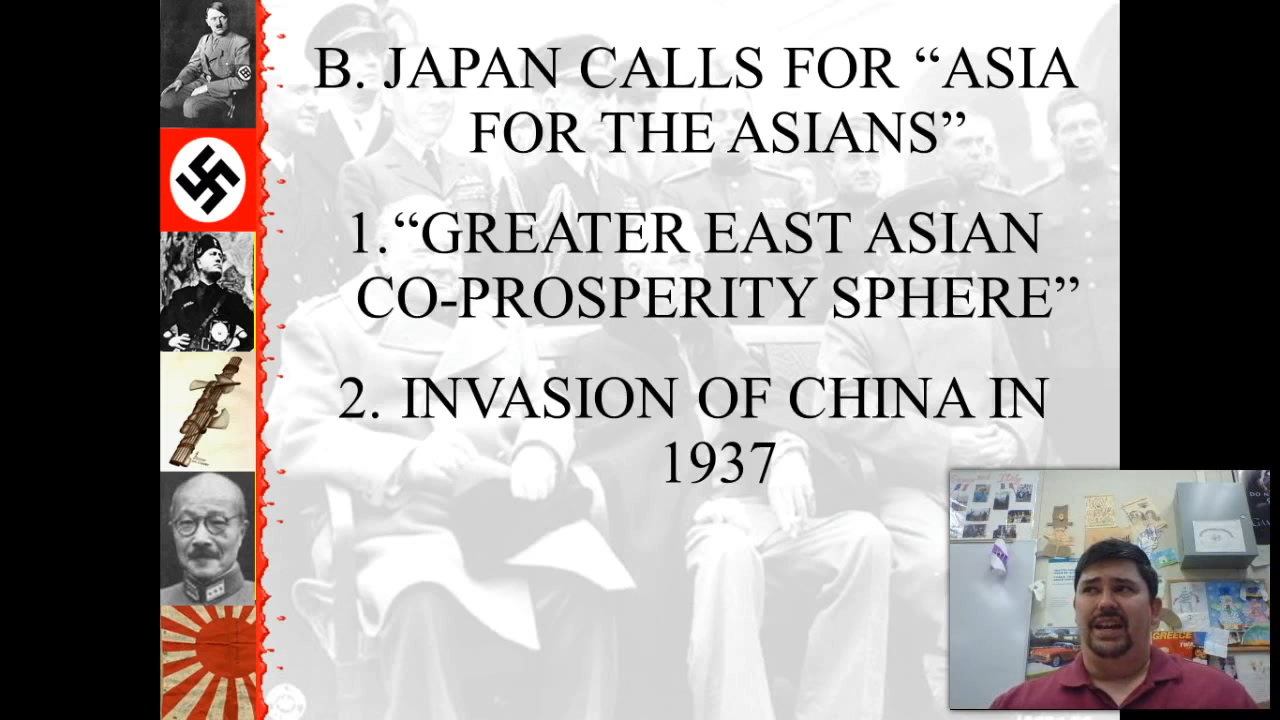 B. JAPAN CALLS FOR “ASIA
FOR THE ASIANS”
1.“GREATER EAST ASIAN
CO-PROSPERITY SPHERE”
2. INVASION OF CHINA IN
1937
GREECE